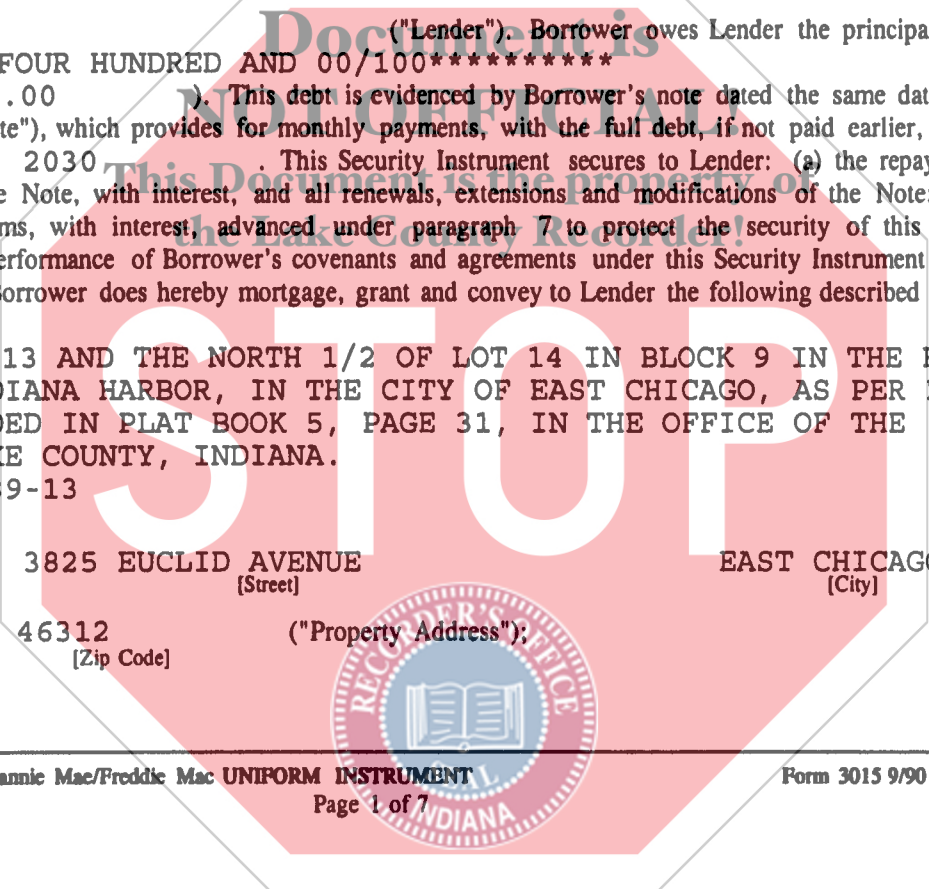 Document is
("Lender"). Borrower owes Lender the principa
FOUR HUNDRED AND 00/100**********
.00 ). This debt is evidenced by Borrower's note dated the same dat
NOT OFFICIAL!
te"), which provides for monthly payments, with the full debt, if not paid earlier,
2030 . This Security Instrument secures to Lender: (a) the repay
This Document is the property of
e Note, with interest, and all renewals, extensions and modifications of the Note
ms, with interest, advanced under paragraph 7 to protect the security of this
the Lake County Recorder!
erformance of Borrower's covenants and agreements under this Security Instrument
Borrower does hereby mortgage, grant and convey to Lender the following described
STOP
13 AND THE NORTH 1/2 OF LOT 14 IN BLOCK 9 IN THE
DIANA HARBOR, IN THE CITY OF EAST CHICAGO, AS PER
DED IN PLAT BOOK 5, PAGE 31, IN THE OFFICE OF THE
KE COUNTY, INDIANA.
9-13
3825 EUCLID AVENUE EAST CHICAGO
[Street] [City]
46312 ("Property Address");
[Zip Code]
RECORDER'S OFFICE
SEAL
INDIANA
annie Mae/Freddie Mac UNIFORM INSTRUMENT Form 3015 9/90
Page 1 of 7